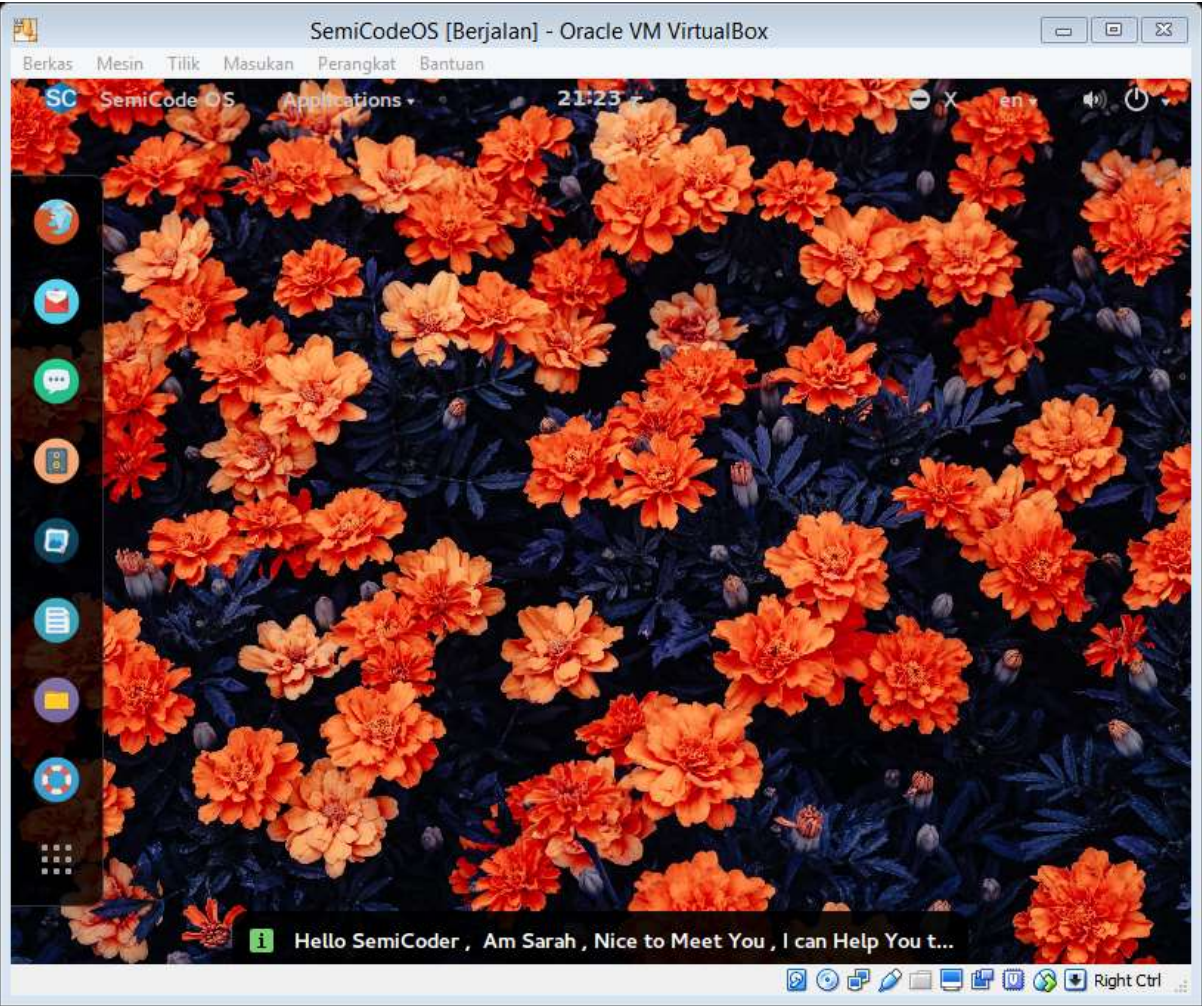 SemiCodeOS [Berjalan] - Oracle VM VirtualBox
Berkas Mesin Tilik Masukan Perangkat Bantuan
SC SemiCode OS Applications 21:23 X en
Hello SemiCoder , Am Sarah , Nice to Meet You , I can Help You t...
Right Ctrl